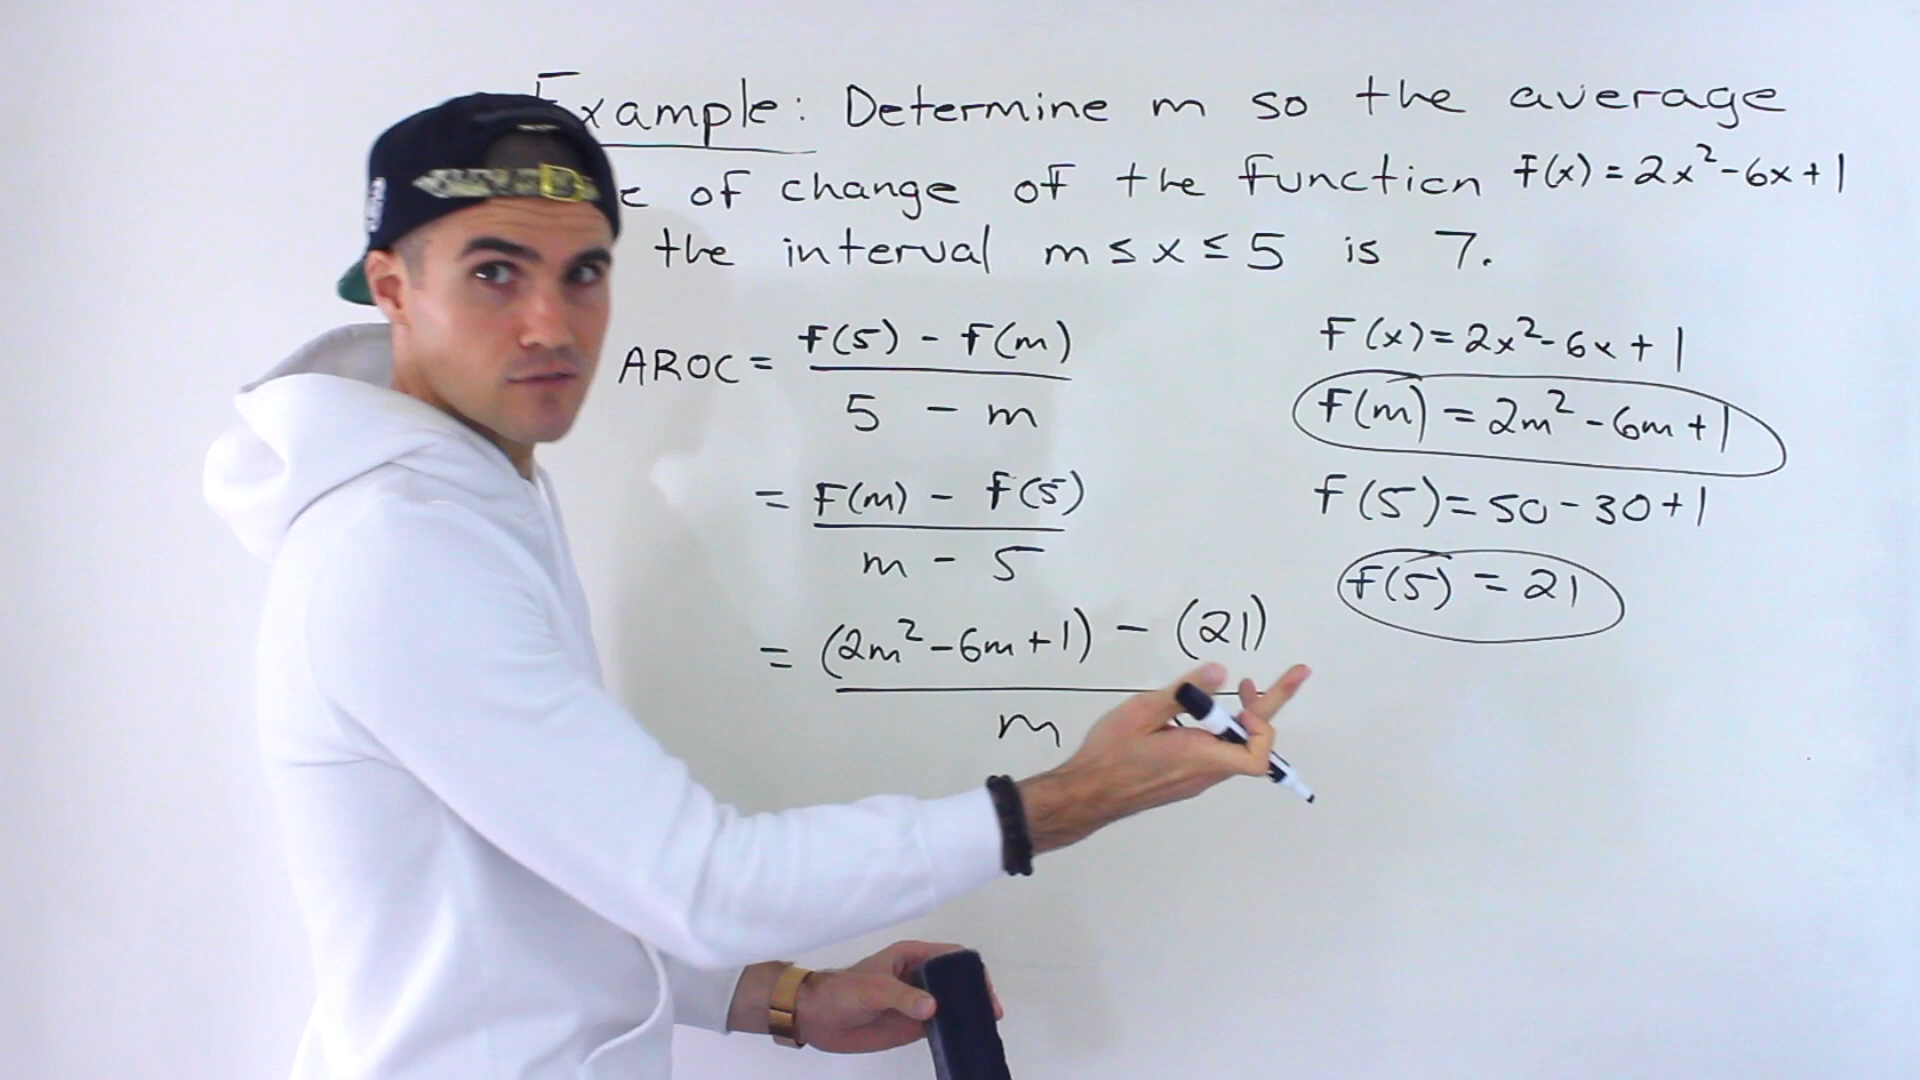 Example: Determine m so the average
of change of the function f(x) = 2x² - 6x + 1
the interval m ≤ x ≤ 5 is 7.
AROC = f(5) - f(m)
5 - m
= f(m) - f(5)
m - 5
= (2m² - 6m + 1) - (21)
m
f(x) = 2x² - 6x + 1
f(m) = 2m² - 6m + 1
f(5) = 50 - 30 + 1
f(5) = 21